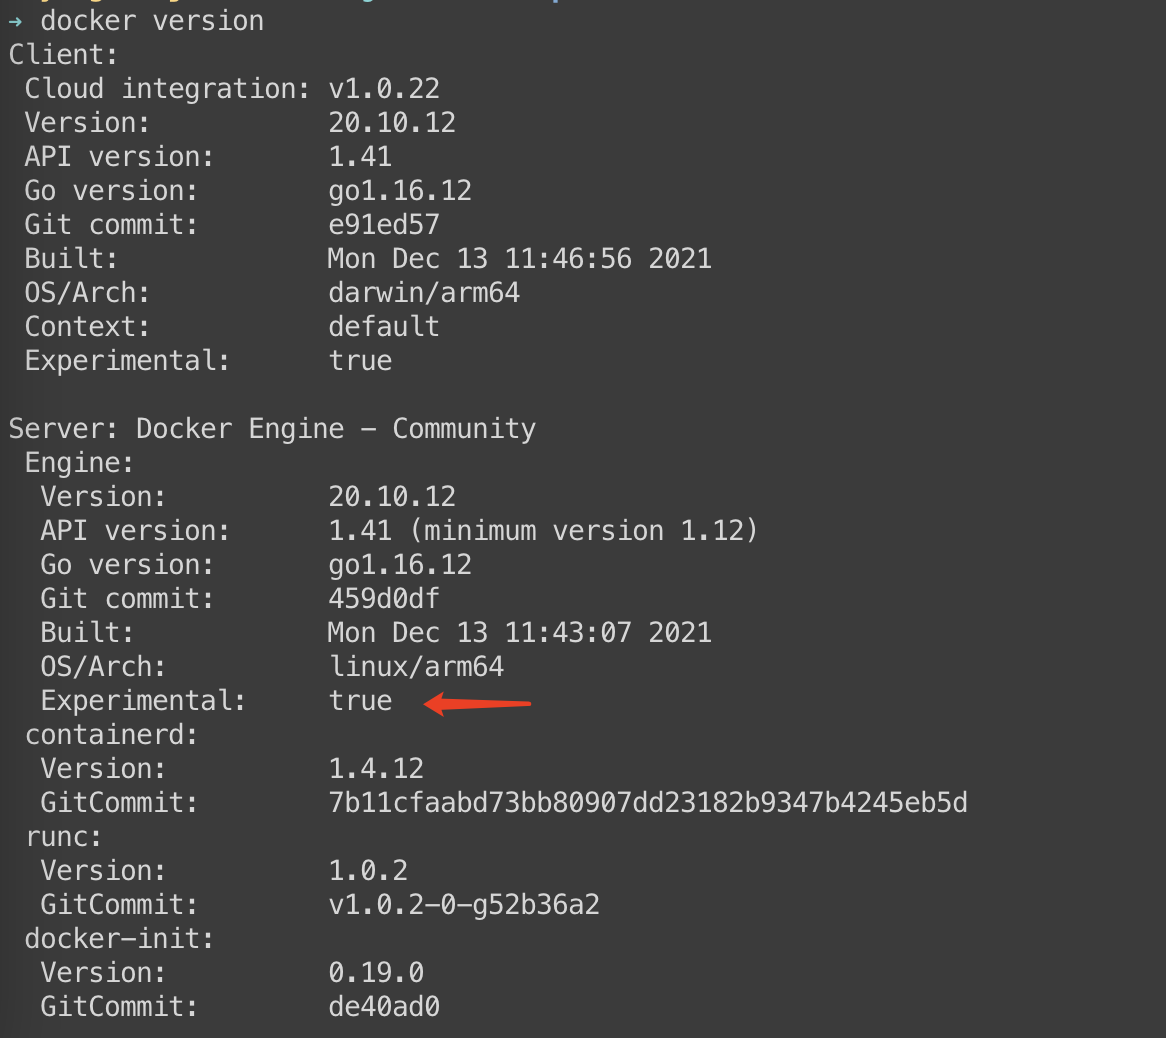 → docker version
Client:
Cloud integration: v1.0.22
Version: 20.10.12
API version: 1.41
Go version: go1.16.12
Git commit: e91ed57
Built: Mon Dec 13 11:46:56 2021
OS/Arch: darwin/arm64
Context: default
Experimental: true

Server: Docker Engine - Community
Engine:
Version: 20.10.12
API version: 1.41 (minimum version 1.12)
Go version: go1.16.12
Git commit: 459d0df
Built: Mon Dec 13 11:43:07 2021
OS/Arch: linux/arm64
Experimental: true
containerd:
Version: 1.4.12
GitCommit: 7b11cfaabd73bb80907dd23182b9347b4245eb5d
runc:
Version: 1.0.2
GitCommit: v1.0.2-0-g52b36a2
docker-init:
Version: 0.19.0
GitCommit: de40ad0